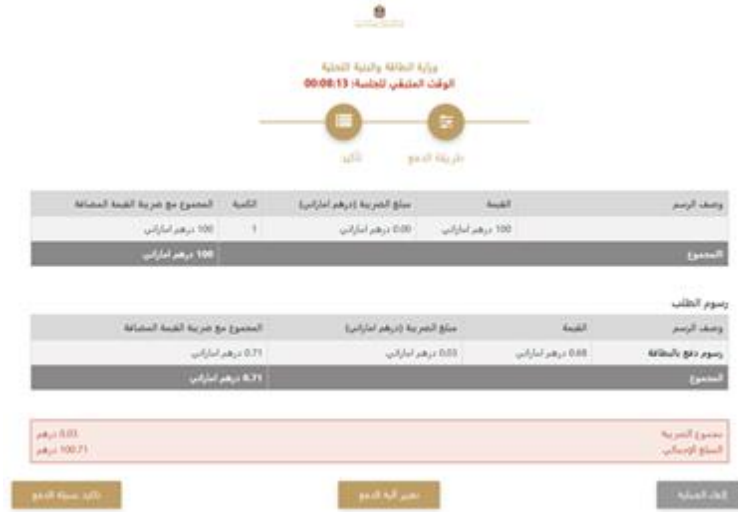 وزارة الطاقة والبنية التحتية
الوقت المتبقي للجلسة: 00:08:13
طريقة الدفع
تأكيد
وصف الرسم القيمة مبلغ الضريبة (درهم اماراتي) الكمية المجموع مع ضريبة القيمة المضافة
100 درهم اماراتي 0.00 درهم اماراتي 1 100 درهم اماراتي
المجموع 100 درهم اماراتي
رسوم الطلب
وصف الرسم القيمة مبلغ الضريبة (درهم اماراتي) المجموع مع ضريبة القيمة المضافة
رسوم دفع بالبطاقة 0.68 درهم اماراتي 0.03 درهم اماراتي 0.71 درهم اماراتي
المجموع 0.71 درهم اماراتي
مجموع الضريبة 0.03 درهم
المبلغ الإجمالي 100.71 درهم
إلغاء العملية تغيير آلية الدفع تاكيد عملية الدفع